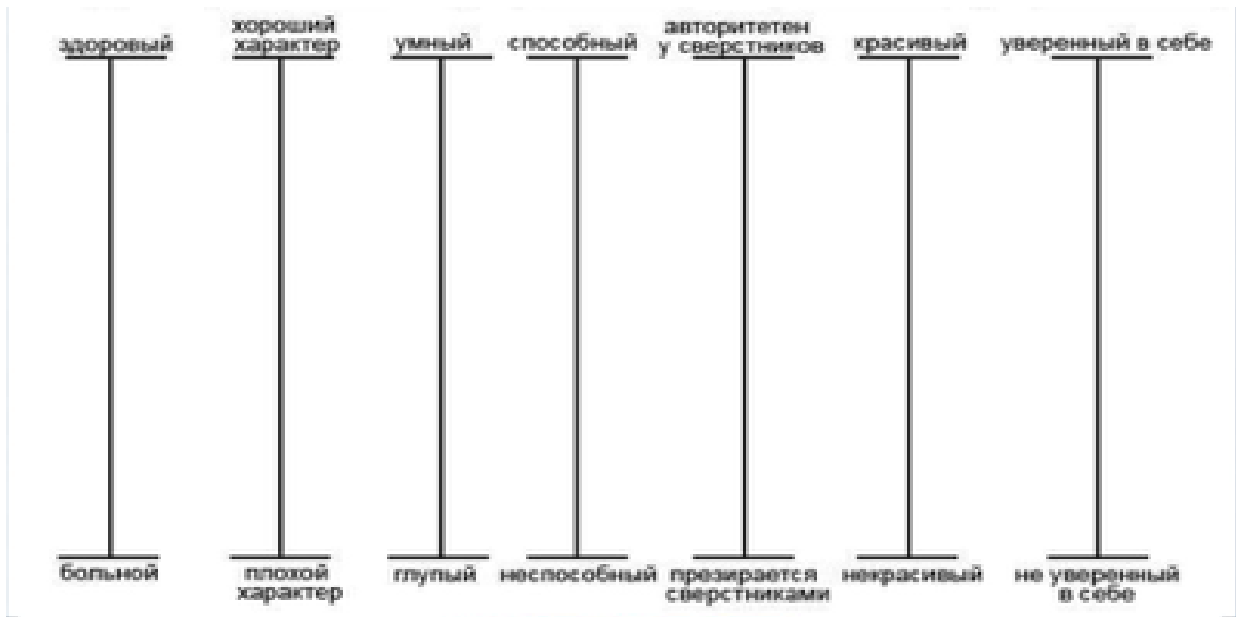 здоровый
хороший
характер
умный
способный
авторитетен
у сверстников
красивый
уверенный в себе
больной
плохой
характер
глупый
неспособный
презирается
сверстниками
некрасивый
не уверенный
в себе